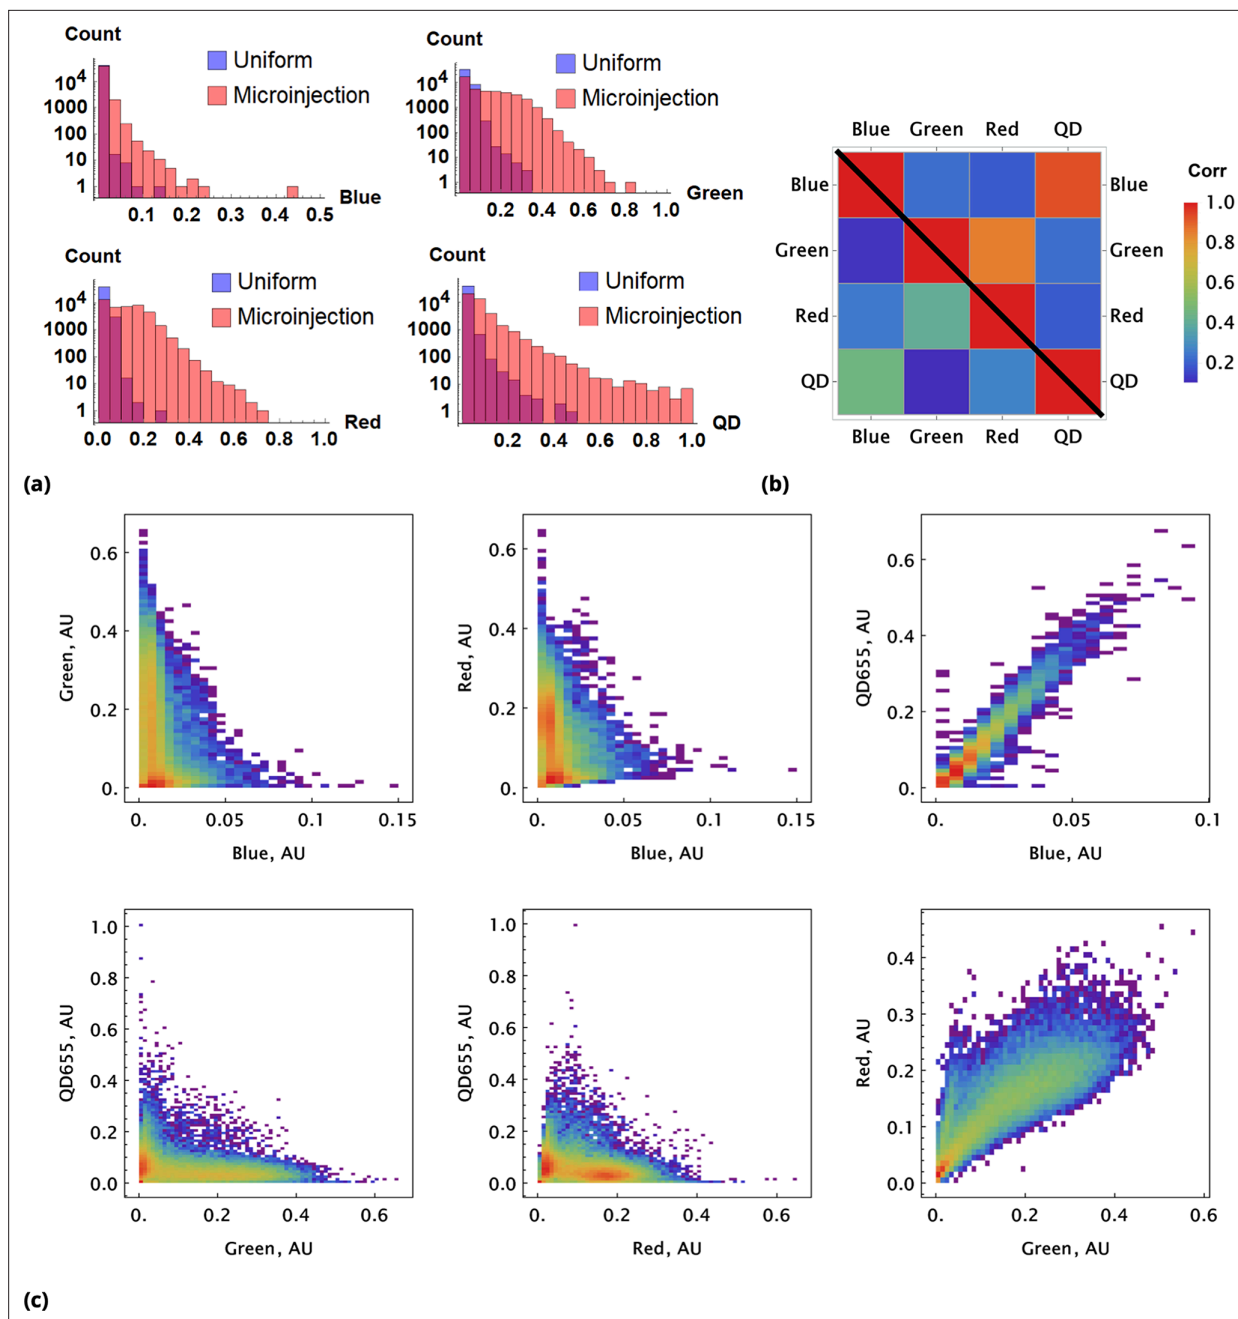 Count
Uniform
Microinjection
10^4
1000
100
10
1
0.1 0.2 0.3 0.4 0.5
Blue
Count
Uniform
Microinjection
10^4
1000
100
10
1
0.2 0.4 0.6 0.8 1.0
Green
Count
Uniform
Microinjection
10^4
1000
100
10
1
0.0 0.2 0.4 0.6 0.8 1.0
Red
Count
Uniform
Microinjection
10^4
1000
100
10
1
0.2 0.4 0.6 0.8 1.0
QD
(a)
Blue Green Red QD
Blue Blue
Green Green
Red Red
QD QD
Blue Green Red QD
Corr
1.0
0.8
0.6
0.4
0.2
(b)
Green, AU
0.6
0.4
0.2
0.
0. 0.05 0.1 0.15
Blue, AU
Red, AU
0.6
0.4
0.2
0.
0. 0.05 0.1 0.15
Blue, AU
QD655, AU
0.6
0.4
0.2
0.
0. 0.05 0.1
Blue, AU
QD655, AU
1.0
0.8
0.6
0.4
0.2
0.0
0. 0.2 0.4 0.6
Green, AU
QD655, AU
1.0
0.8
0.6
0.4
0.2
0.0
0. 0.2 0.4 0.6
Red, AU
Red, AU
0.4
0.3
0.2
0.1
0.0
0. 0.2 0.4 0.6
Green, AU
(c)